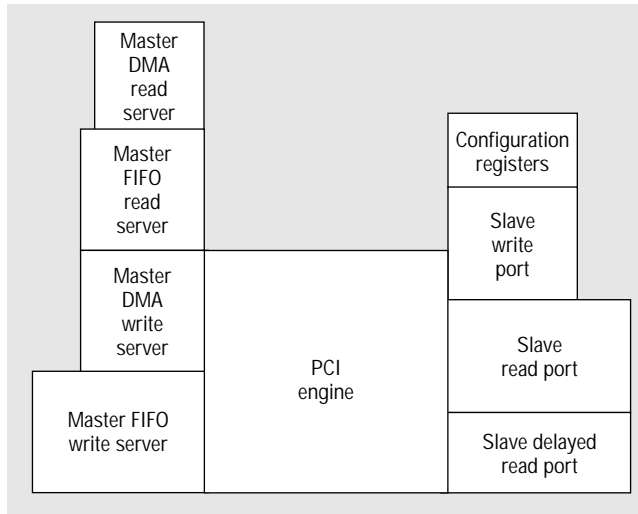 Master
DMA
read
server
Master
FIFO
read
server
Master
DMA
write
server
Master FIFO
write server
PCI
engine
Configuration
registers
Slave
write
port
Slave
read port
Slave delayed
read port